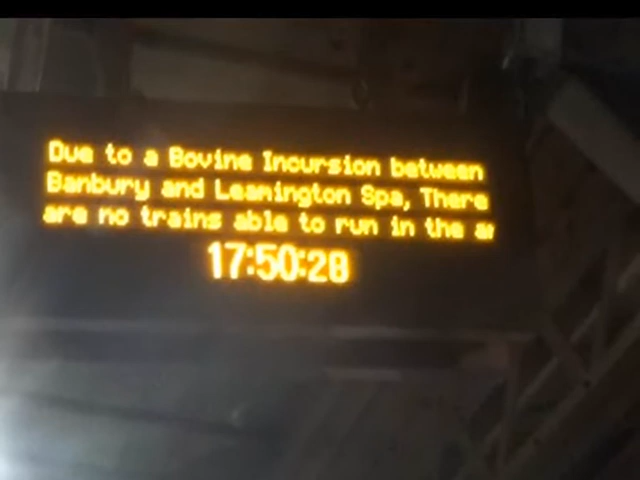 Due to a Bovine Incursion between
Banbury and Leamington Spa, There
are no trains able to run in the
17:50:28